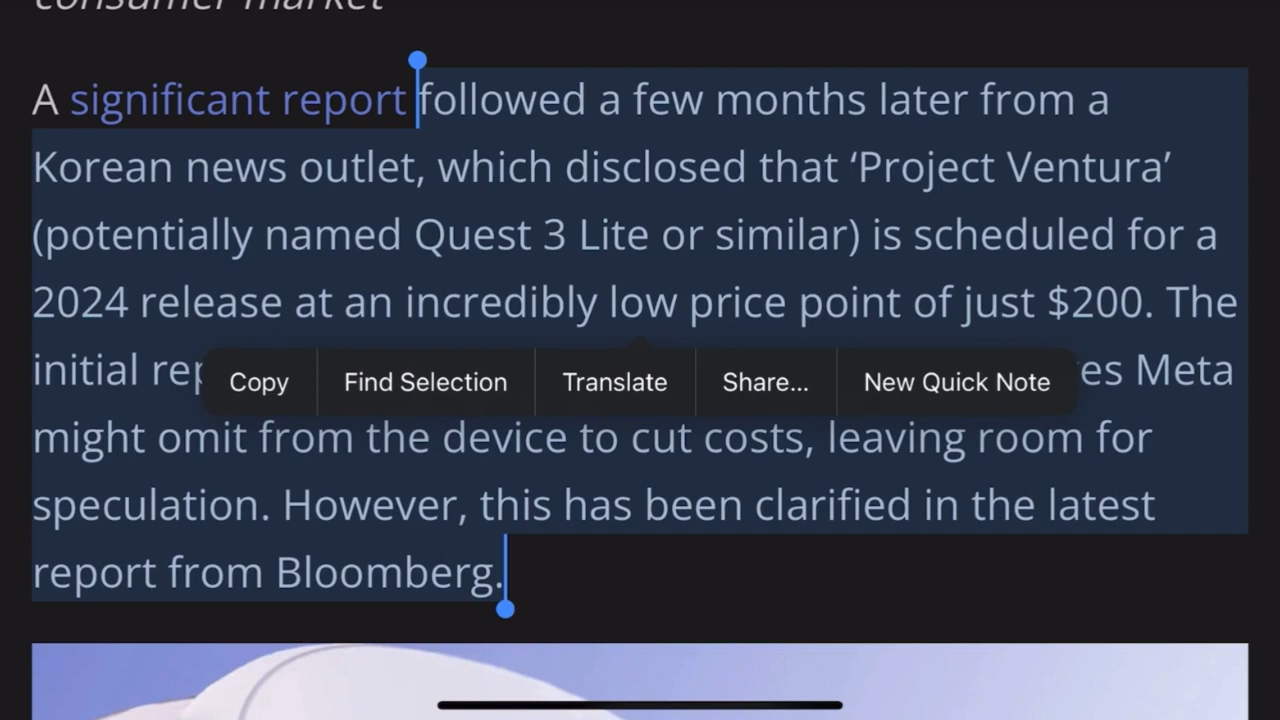 consumer market
A significant report followed a few months later from a
Korean news outlet, which disclosed that ‘Project Ventura’
(potentially named Quest 3 Lite or similar) is scheduled for a
2024 release at an incredibly low price point of just $200. The
initial Meta
Copy Find Selection Translate Share... New Quick Note
might omit from the device to cut costs, leaving room for
speculation. However, this has been clarified in the latest
report from Bloomberg.